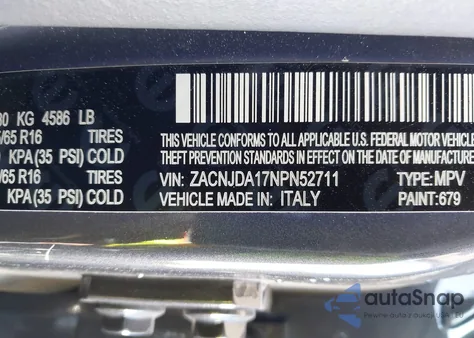 80 KG 4586 LB
/65 R16 TIRES
KPA(35 PSI) COLD
/65 R16 TIRES
KPA(35 PSI) COLD
THIS VEHICLE CONFORMS TO ALL APPLICABLE U.S. FEDERAL MOTOR VEHICLE
THEFT PREVENTION STANDARDS IN EFFECT ON THE DATE OF MANUFACTURE
VIN: ZACNJDA17NPN52711 TYPE: MPV
VEHICLE MADE IN: ITALY PAINT: 679
autoSnap